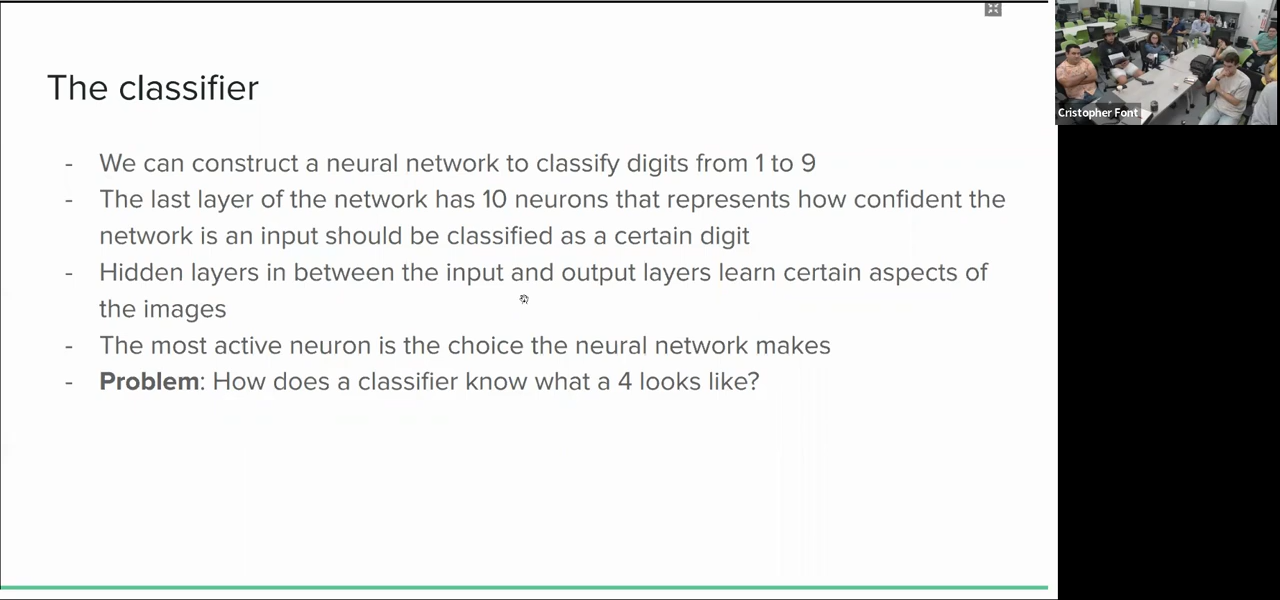 The classifier
- We can construct a neural network to classify digits from 1 to 9
- The last layer of the network has 10 neurons that represents how confident the
network is an input should be classified as a certain digit
- Hidden layers in between the input and output layers learn certain aspects of
the images
- The most active neuron is the choice the neural network makes
- Problem: How does a classifier know what a 4 looks like?
Cristopher Font